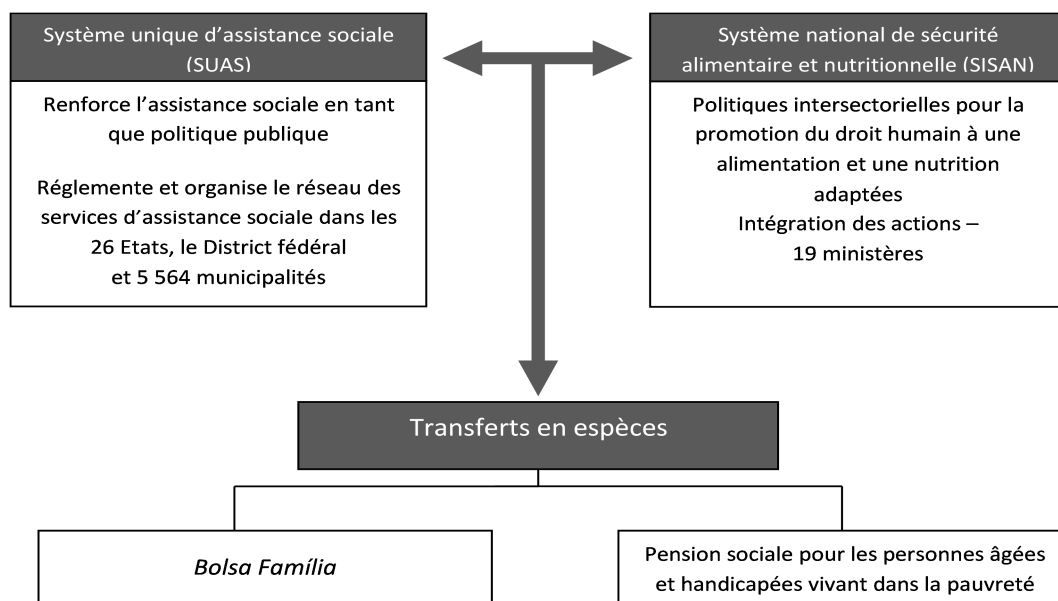 Système unique d’assistance sociale
(SUAS)
Renforce l’assistance sociale en tant
que politique publique
Réglemente et organise le réseau des
services d’assistance sociale dans les
26 Etats, le District fédéral
et 5 564 municipalités
Système national de sécurité
alimentaire et nutritionnelle (SISAN)
Politiques intersectorielles pour la
promotion du droit humain à une
alimentation et une nutrition
adaptées
Intégration des actions –
19 ministères
Transferts en espèces
Bolsa Família
Pension sociale pour les personnes âgées
et handicapées vivant dans la pauvreté